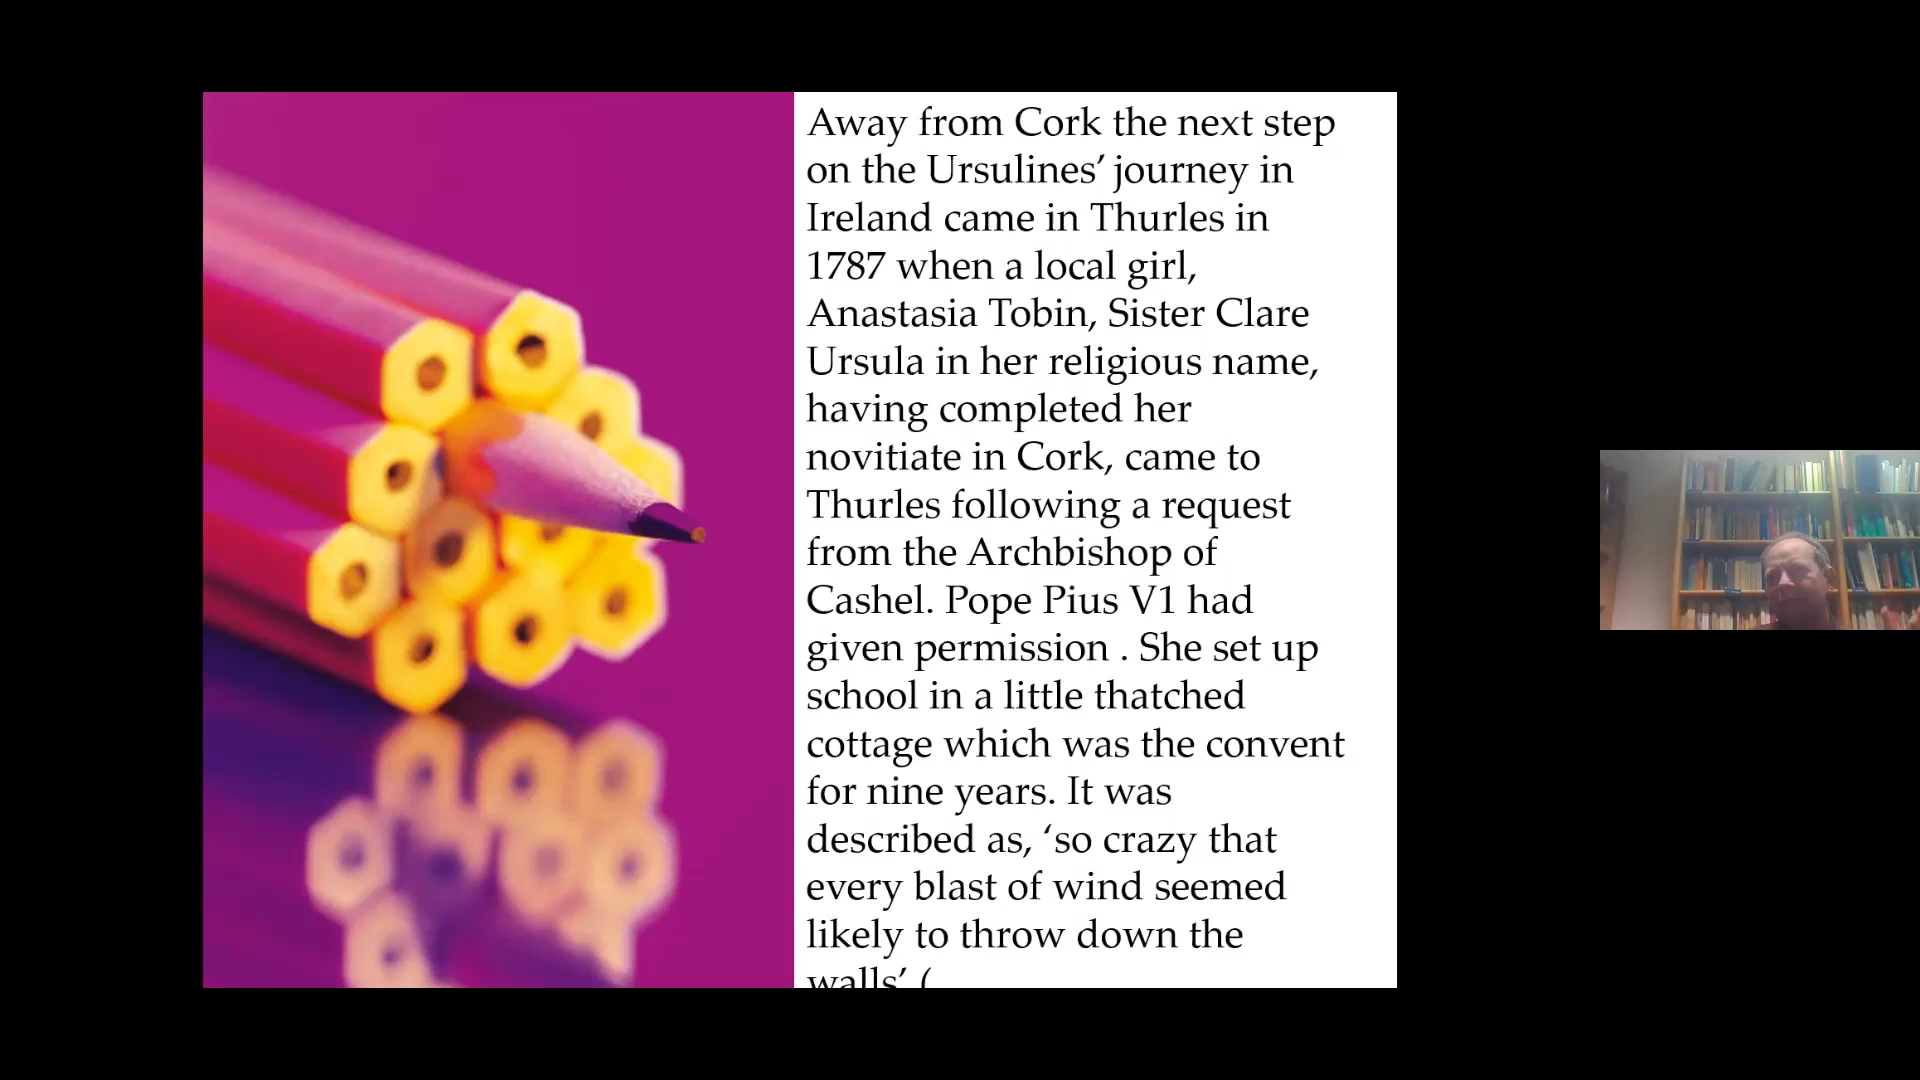 Away from Cork the next step
on the Ursulines’ journey in
Ireland came in Thurles in
1787 when a local girl,
Anastasia Tobin, Sister Clare
Ursula in her religious name,
having completed her
novitiate in Cork, came to
Thurles following a request
from the Archbishop of
Cashel. Pope Pius V1 had
given permission . She set up
school in a little thatched
cottage which was the convent
for nine years. It was
described as, ‘so crazy that
every blast of wind seemed
likely to throw down the
walls’ (